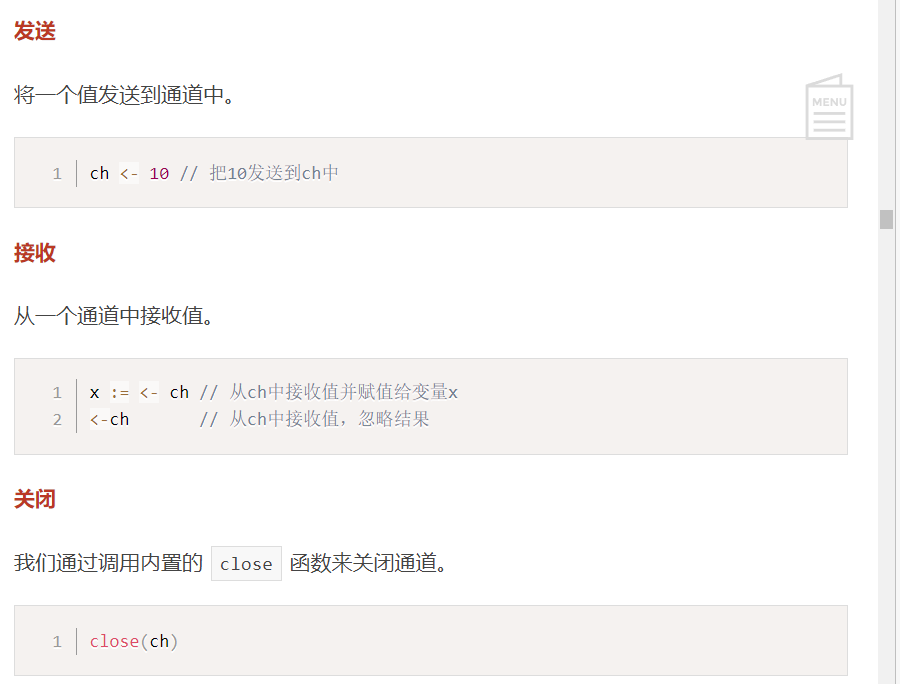 发送
将一个值发送到通道中。
MENU
1 ch <- 10 // 把10发送到ch中
接收
从一个通道中接收值。
1 x := <- ch // 从ch中接收值并赋值给变量x
2 <-ch       // 从ch中接收值，忽略结果
关闭
我们通过调用内置的 close 函数来关闭通道。
1 close(ch)